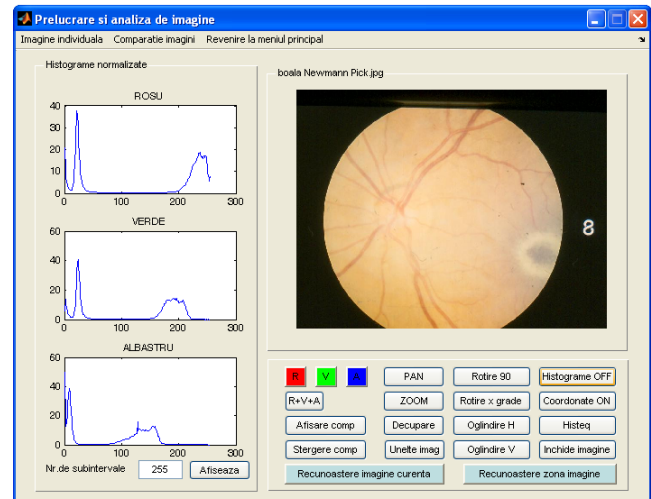 Prelucrare si analiza de imagine
Imagine individuala Comparatie imagini Revenire la meniul principal
Histograme normalizate
ROSU
40
30
20
10
0
0 100 200 300
VERDE
60
40
20
0
0 100 200 300
ALBASTRU
60
40
20
0
0 100 200 300
Nr.de subintervale 255 Afiseaza
boala Newmann Pick.jpg
8
R V A PAN Rotire 90 Histograme OFF
R+V+A ZOOM Rotire x grade Coordonate ON
Afisare comp Decupare Oglindire H Histeq
Stergere comp Unelte imag Oglindire V Inchide imagine
Recunoastere imagine curenta Recunoastere zona imagine